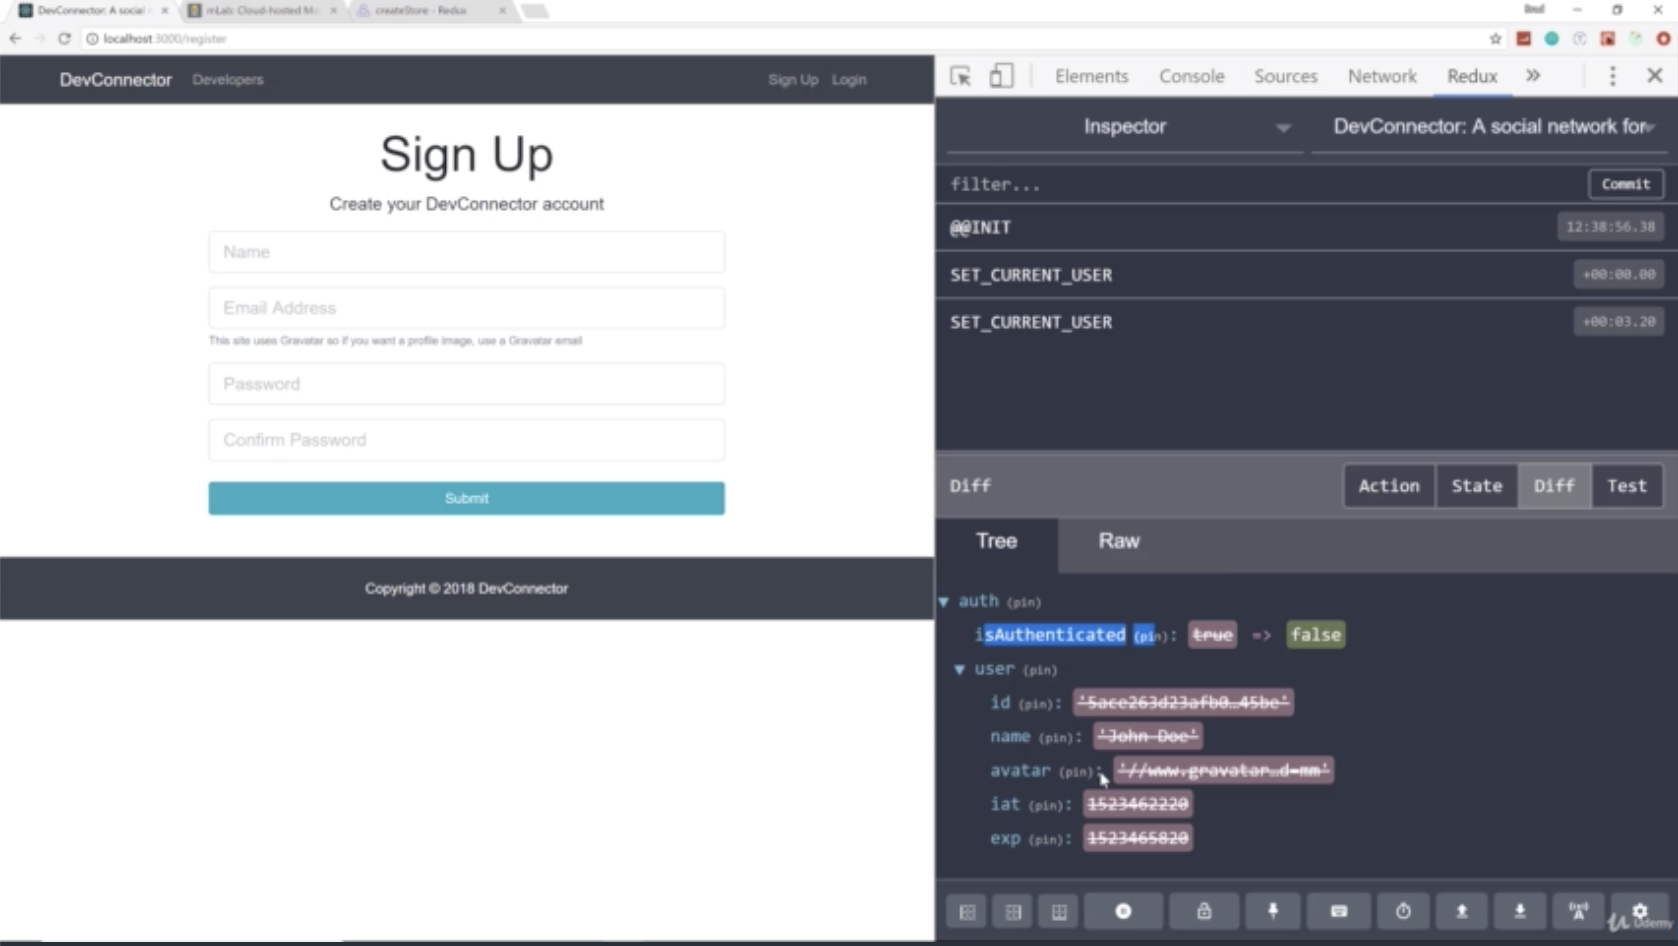 DevConnector: A social
mLab: Cloud-hosted M
createStore - Redux
localhost:3000/register
DevConnector
Developers
Sign Up
Login
Sign Up
Create your DevConnector account
Name
Email Address
This site uses Gravatar so if you want a profile image, use a Gravatar email
Password
Confirm Password
Submit
Copyright © 2018 DevConnector
Elements
Console
Sources
Network
Redux
»
Inspector
DevConnector: A social network for
filter...
Commit
@@INIT
12:38:56.38
SET_CURRENT_USER
+00:00.00
SET_CURRENT_USER
+00:03.20
Diff
Action
State
Diff
Test
Tree
Raw
auth (pin)
isAuthenticated (pin): true => false
user (pin)
id (pin): '5ace263d23afb0…45be'
name (pin): 'John Doe'
avatar (pin): '//www.gravatar…d=mm'
iat (pin): 1523462220
exp (pin): 1523465820
Udemy